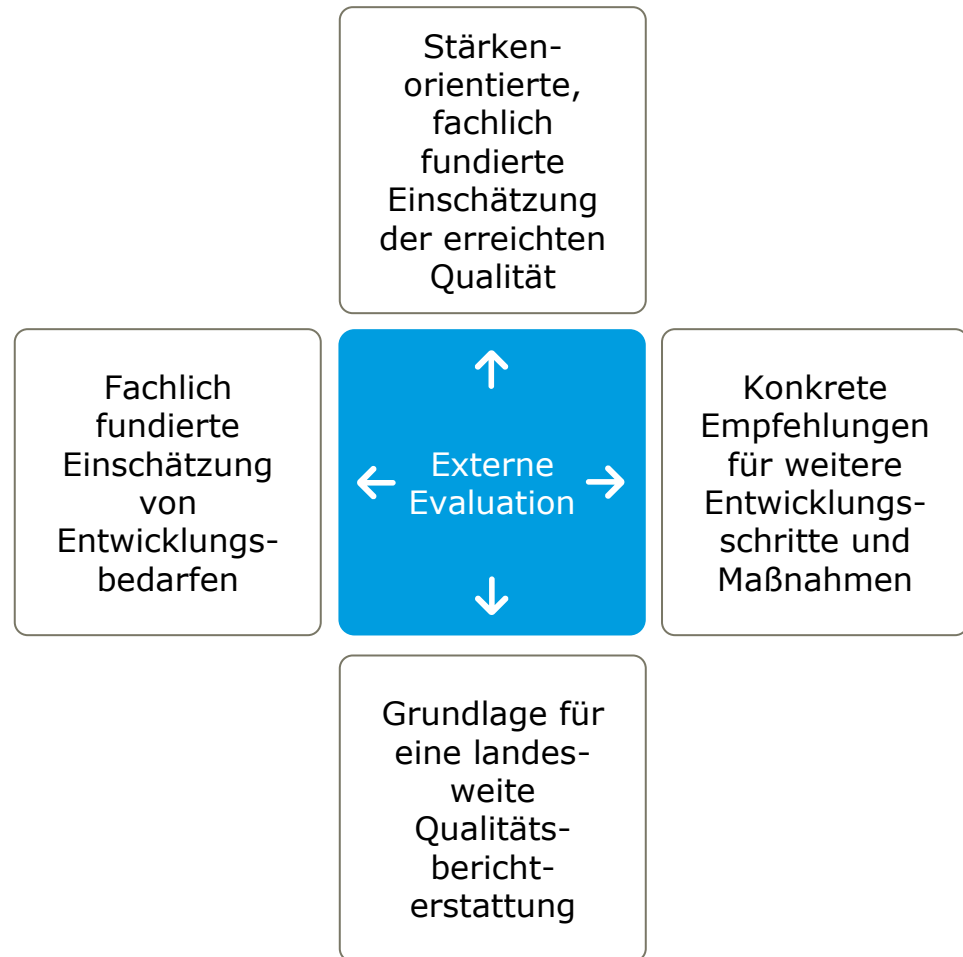 Stärken-
orientierte,
fachlich
fundierte
Einschätzung
der erreichten
Qualität
Fachlich
fundierte
Einschätzung
von
Entwicklungs-
bedarfen
Externe
Evaluation
Konkrete
Empfehlungen
für weitere
Entwicklungs-
schritte und
Maßnahmen
Grundlage für
eine landes-
weite
Qualitäts-
bericht-
erstattung